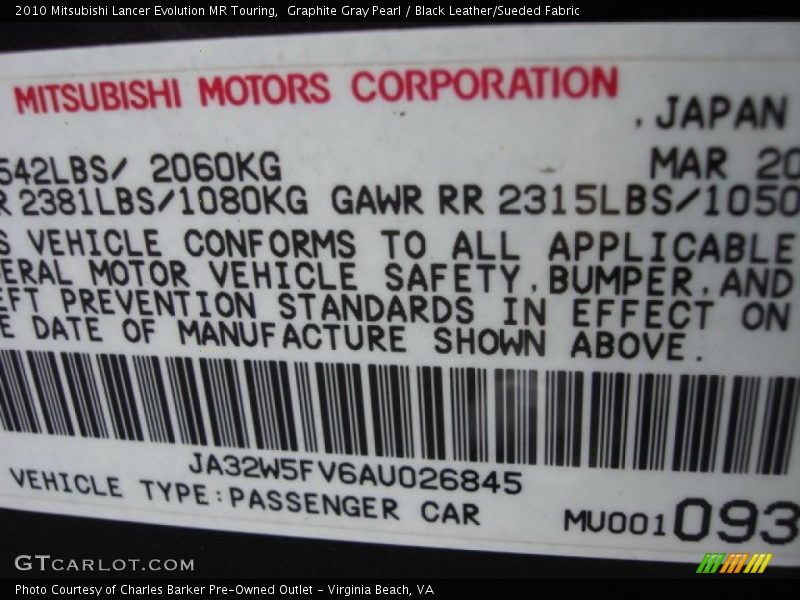 2010 Mitsubishi Lancer Evolution MR Touring,  Graphite Gray Pearl / Black Leather/Sueded Fabric
MITSUBISHI MOTORS CORPORATION
, JAPAN
542LBS/ 2060KG MAR 20
R 2381LBS/1080KG GAWR RR 2315LBS/1050
S VEHICLE CONFORMS TO ALL APPLICABLE
ERAL MOTOR VEHICLE SAFETY, BUMPER, AND
EFT PREVENTION STANDARDS IN EFFECT ON
E DATE OF MANUFACTURE SHOWN ABOVE.
JA32W5FV6AU026845
VEHICLE TYPE:PASSENGER CAR MU001093
GTCARLOT.COM
Photo Courtesy of Charles Barker Pre-Owned Outlet - Virginia Beach, VA